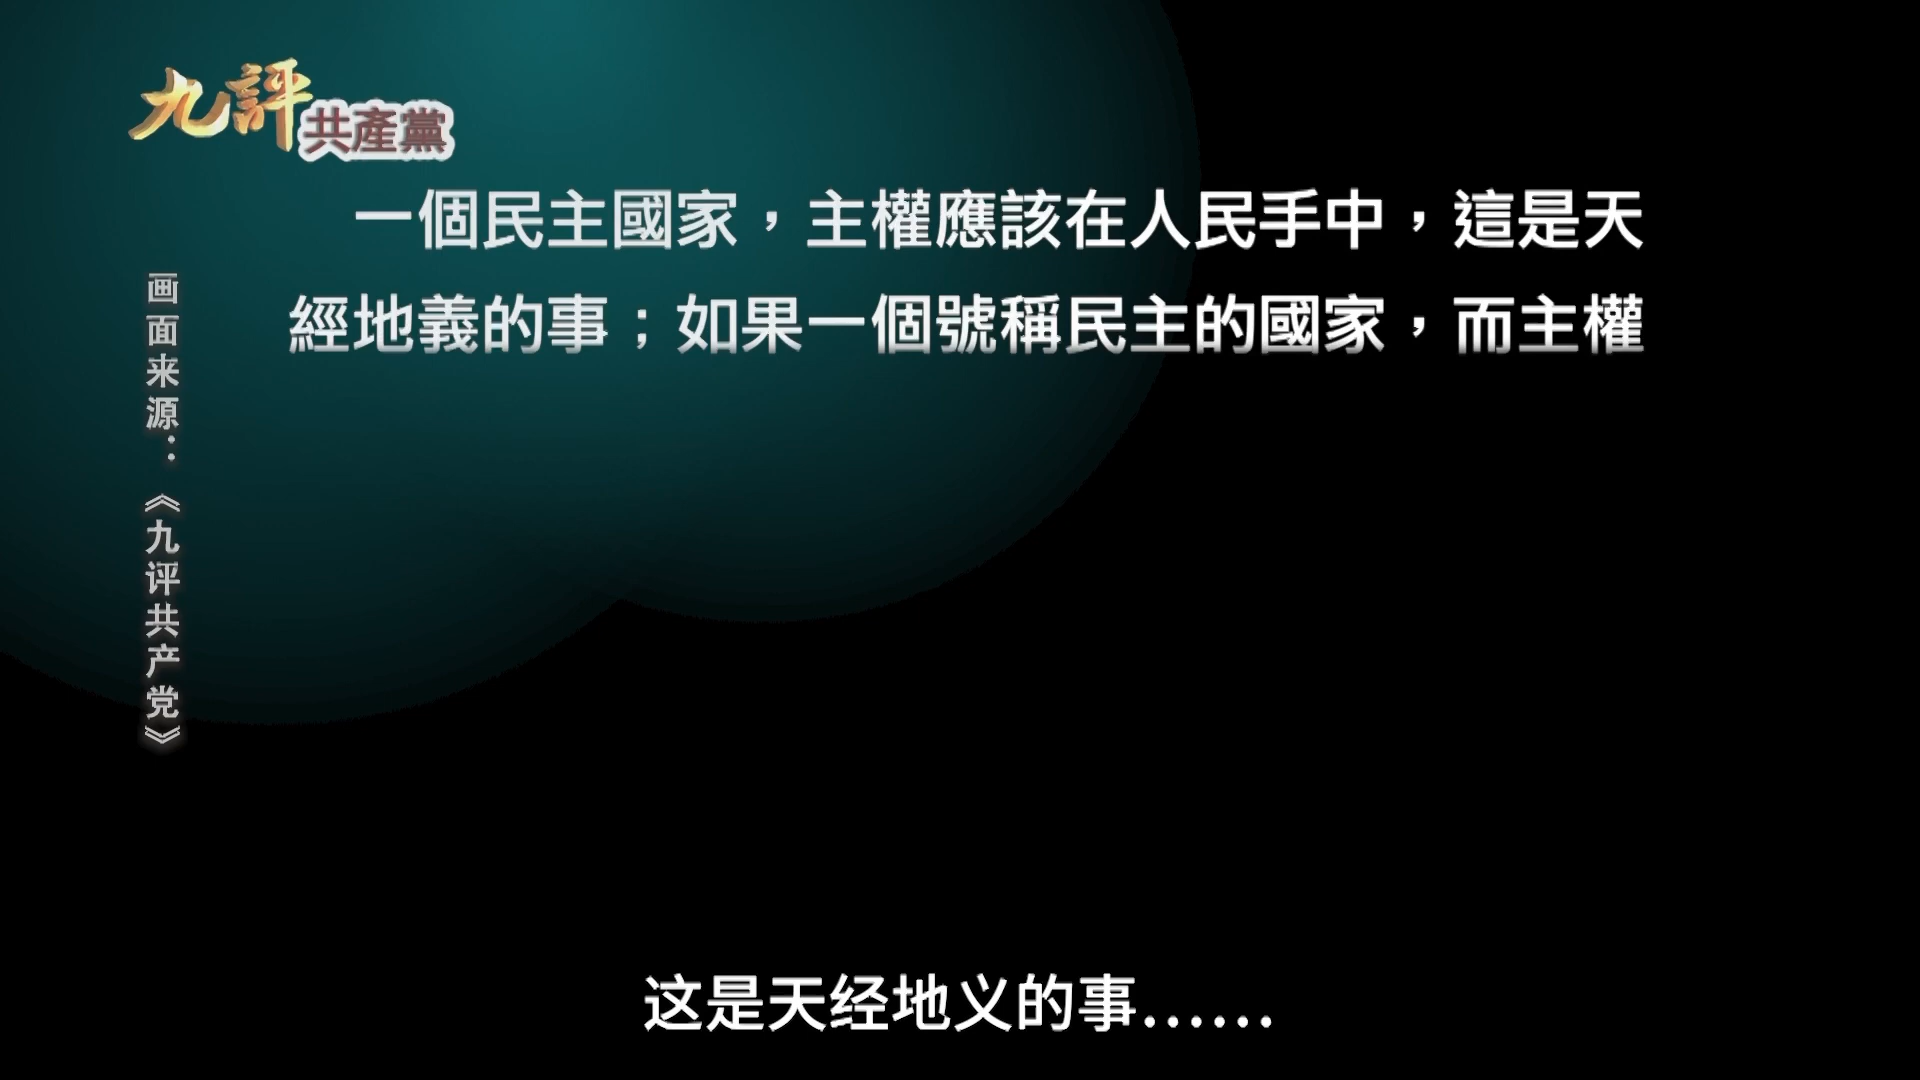 九評共產黨
一個民主國家，主權應該在人民手中，這是天
經地義的事；如果一個號稱民主的國家，而主權
画面来源：《九评共产党》
这是天经地义的事……